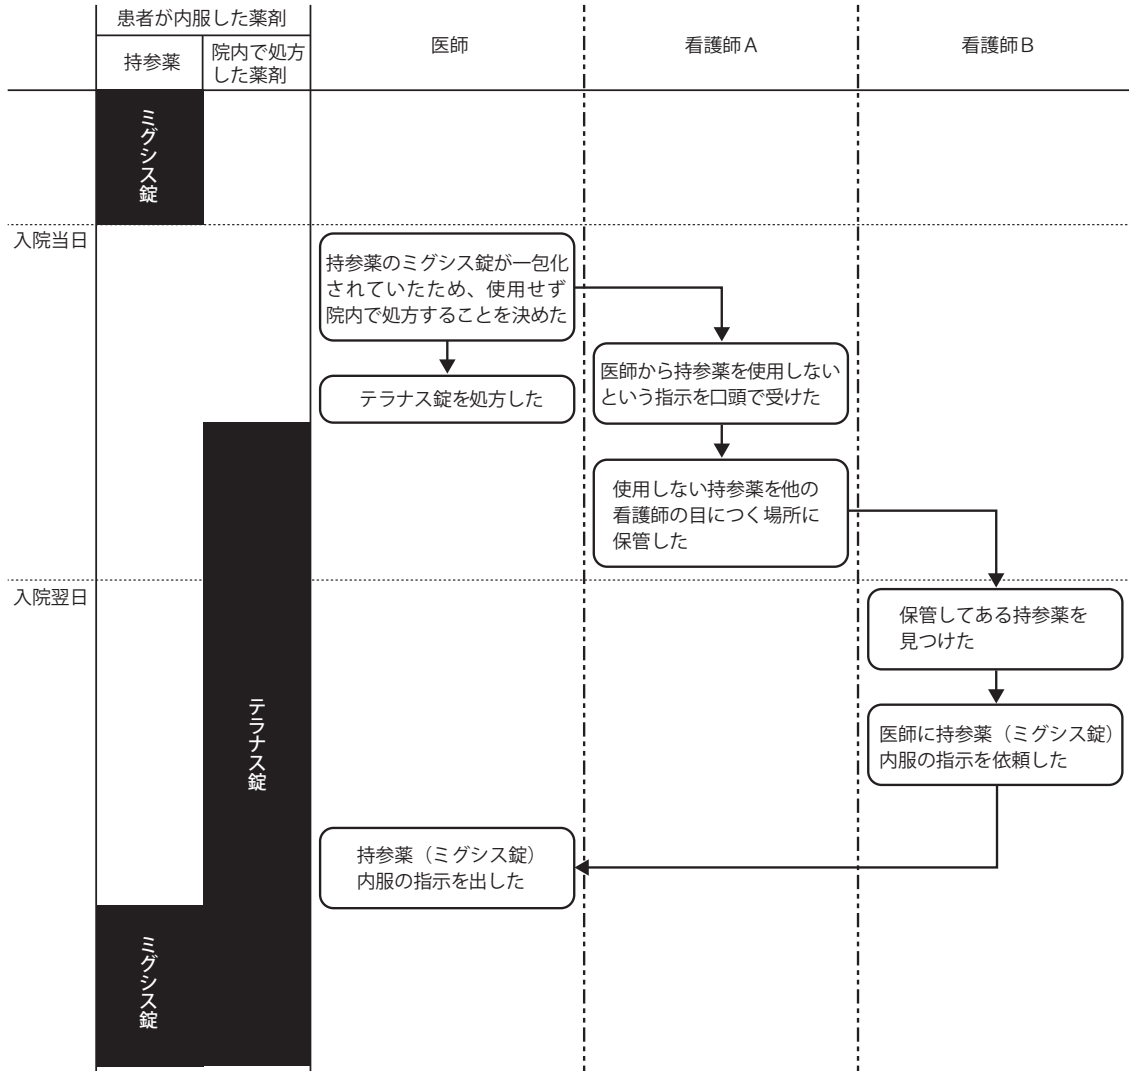 患者が内服した薬剤
持参薬
院内で処方
した薬剤
医師
看護師A
看護師B
ミグシス錠
入院当日
持参薬のミグシス錠が一包化
されていたため、使用せず
院内で処方することを決めた
テラナス錠を処方した
医師から持参薬を使用しない
という指示を口頭で受けた
使用しない持参薬を他の
看護師の目につく場所に
保管した
入院翌日
保管してある持参薬を
見つけた
テラナス錠
医師に持参薬（ミグシス錠）
内服の指示を依頼した
持参薬（ミグシス錠）
内服の指示を出した
ミグシス錠